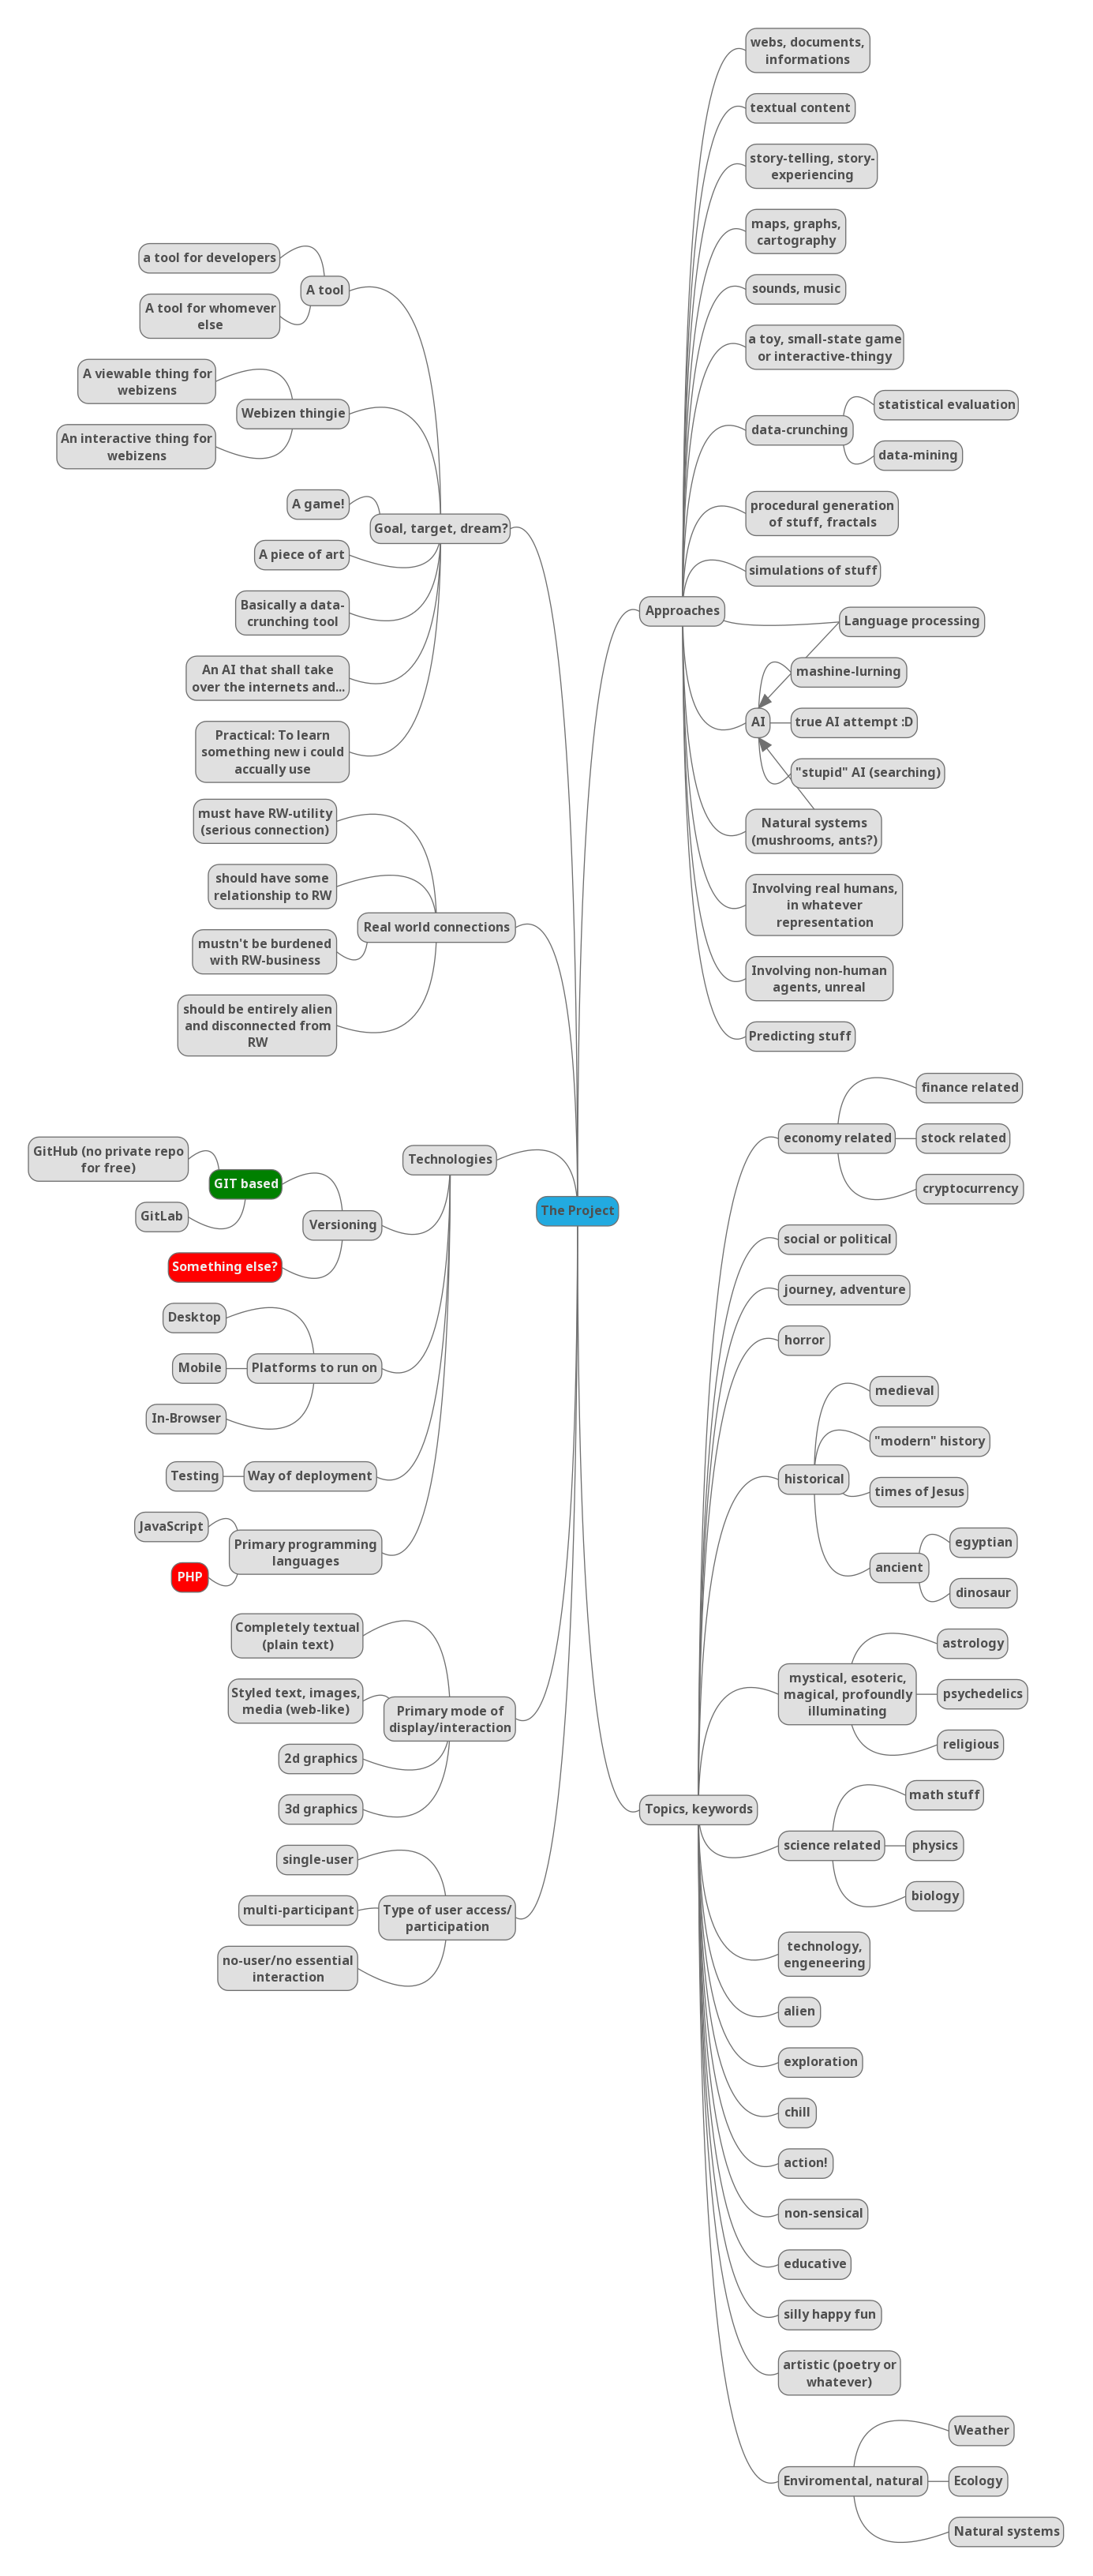 webs, documents,
informations
textual content
story-telling, story-
experiencing
maps, graphs,
cartography
sounds, music
a toy, small-state game
or interactive-thingy
statistical evaluation
data-crunching
data-mining
procedural generation
of stuff, fractals
simulations of stuff
Approaches
Language processing
mashine-lurning
AI
true AI attempt :D
"stupid" AI (searching)
Natural systems
(mushrooms, ants?)
Involving real humans,
in whatever
representation
Involving non-human
agents, unreal
Predicting stuff
a tool for developers
A tool
A tool for whomever
else
A viewable thing for
webizens
Webizen thingie
An interactive thing for
webizens
A game!
Goal, target, dream?
A piece of art
Basically a data-
crunching tool
An AI that shall take
over the internets and...
Practical: To learn
something new i could
accually use
must have RW-utility
(serious connection)
should have some
relationship to RW
Real world connections
mustn't be burdened
with RW-business
should be entirely alien
and disconnected from
RW
Technologies
GitHub (no private repo
for free)
GIT based
GitLab
Versioning
Something else?
Desktop
Mobile
Platforms to run on
In-Browser
Testing
Way of deployment
JavaScript
Primary programming
languages
PHP
The Project
Completely textual
(plain text)
Styled text, images,
media (web-like)
Primary mode of
display/interaction
2d graphics
3d graphics
single-user
multi-participant
Type of user access/
participation
no-user/no essential
interaction
finance related
economy related
stock related
cryptocurrency
social or political
journey, adventure
horror
medieval
"modern" history
historical
times of Jesus
egyptian
ancient
dinosaur
astrology
mystical, esoteric,
magical, profoundly
illuminating
psychedelics
religious
Topics, keywords
math stuff
science related
physics
biology
technology,
engeneering
alien
exploration
chill
action!
non-sensical
educative
silly happy fun
artistic (poetry or
whatever)
Weather
Enviromental, natural
Ecology
Natural systems